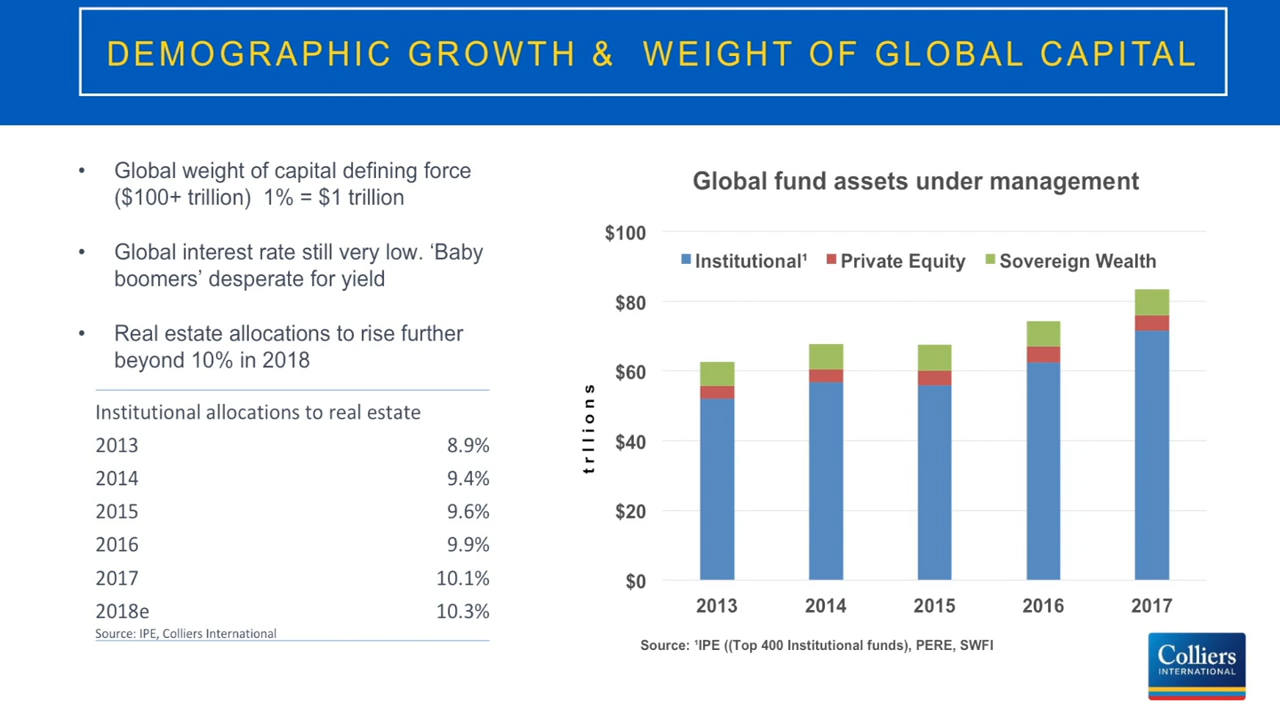 DEMOGRAPHIC GROWTH & WEIGHT OF GLOBAL CAPITAL
• Global weight of capital defining force
($100+ trillion) 1% = $1 trillion
• Global interest rate still very low. ‘Baby
boomers’ desperate for yield
• Real estate allocations to rise further
beyond 10% in 2018
Institutional allocations to real estate
2013 8.9%
2014 9.4%
2015 9.6%
2016 9.9%
2017 10.1%
2018e 10.3%
Source: IPE, Colliers International
Global fund assets under management
$100
Institutional¹ Private Equity Sovereign Wealth
$80
$60
$40
$20
$0
trllions
2013 2014 2015 2016 2017
Source: ¹IPE ((Top 400 Institutional funds), PERE, SWFI
Colliers
INTERNATIONAL